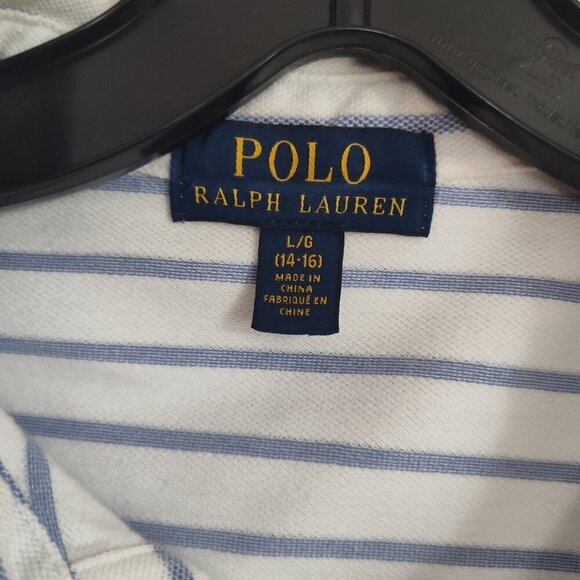 POLO
RALPH LAUREN
L/G
(14-16)
MADE IN
CHINA
FABRIQUÉ EN
CHINE